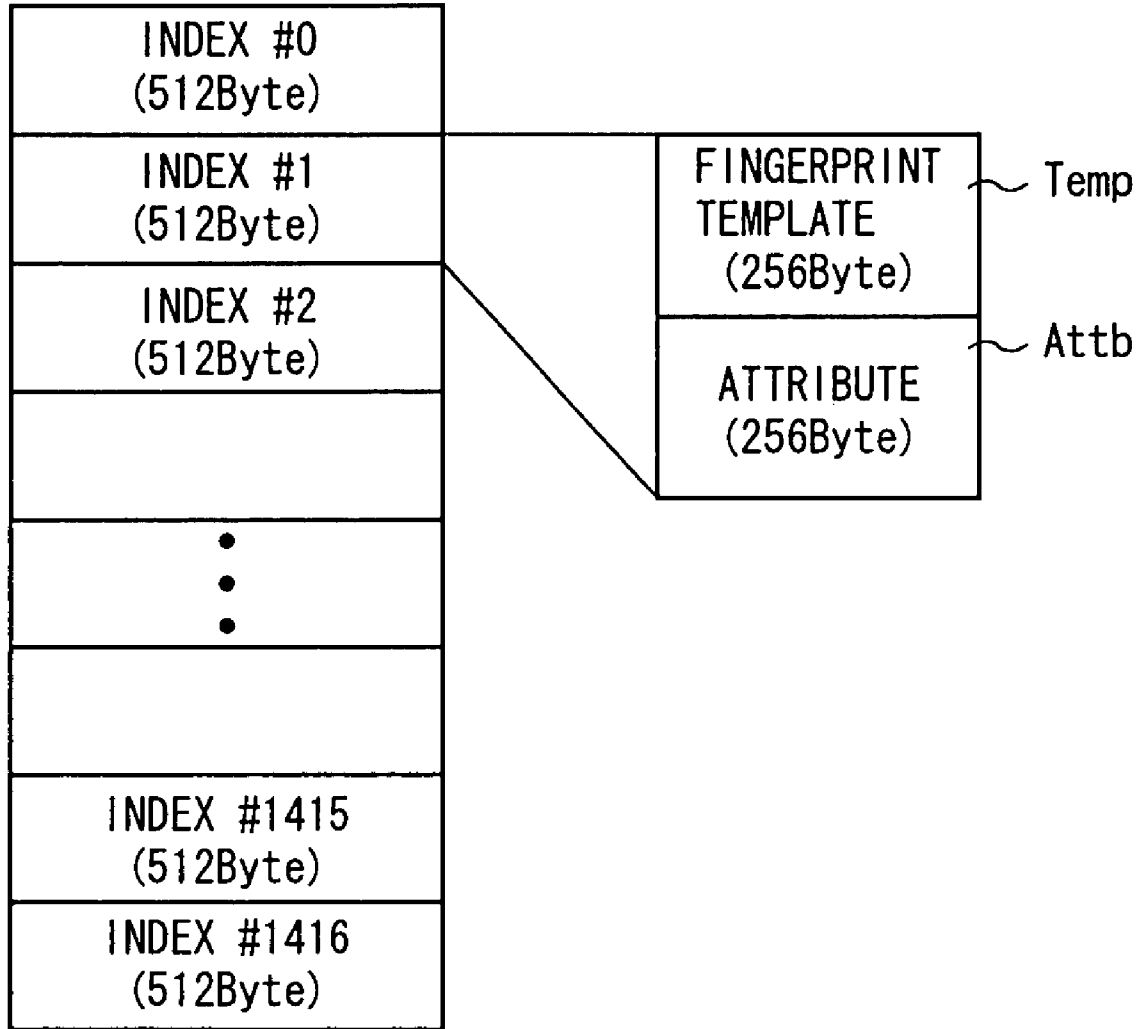 INDEX #0
(512Byte)
INDEX #1
(512Byte)
INDEX #2
(512Byte)
INDEX #1415
(512Byte)
INDEX #1416
(512Byte)
FINGERPRINT
TEMPLATE
(256Byte)
Temp
ATTRIBUTE
(256Byte)
Attb